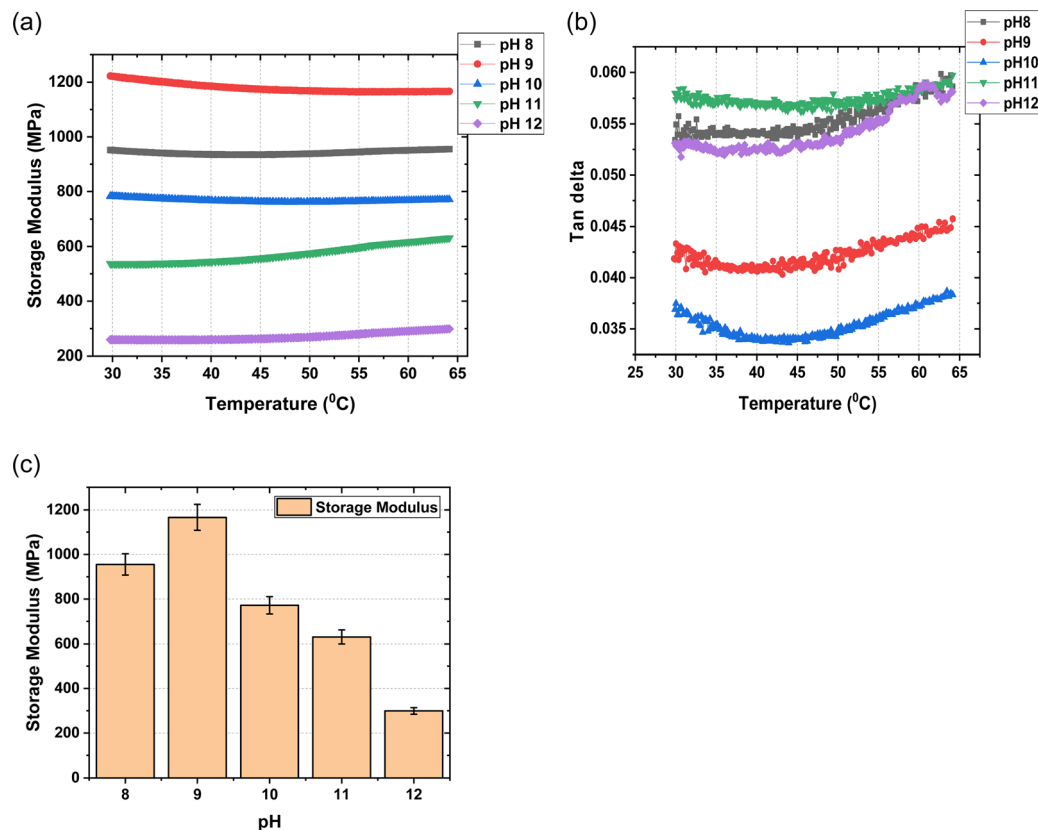 (a)
pH 8
pH 9
pH 10
pH 11
pH 12
Storage Modulus (MPa)
1200
1000
800
600
400
200
30 35 40 45 50 55 60 65
Temperature (⁰C)
(b)
pH8
pH9
pH10
pH11
pH12
Tan delta
0.060
0.055
0.050
0.045
0.040
0.035
25 30 35 40 45 50 55 60 65
Temperature (⁰C)
(c)
Storage Modulus
Storage Modulus (MPa)
1200
1000
800
600
400
200
0
8 9 10 11 12
pH